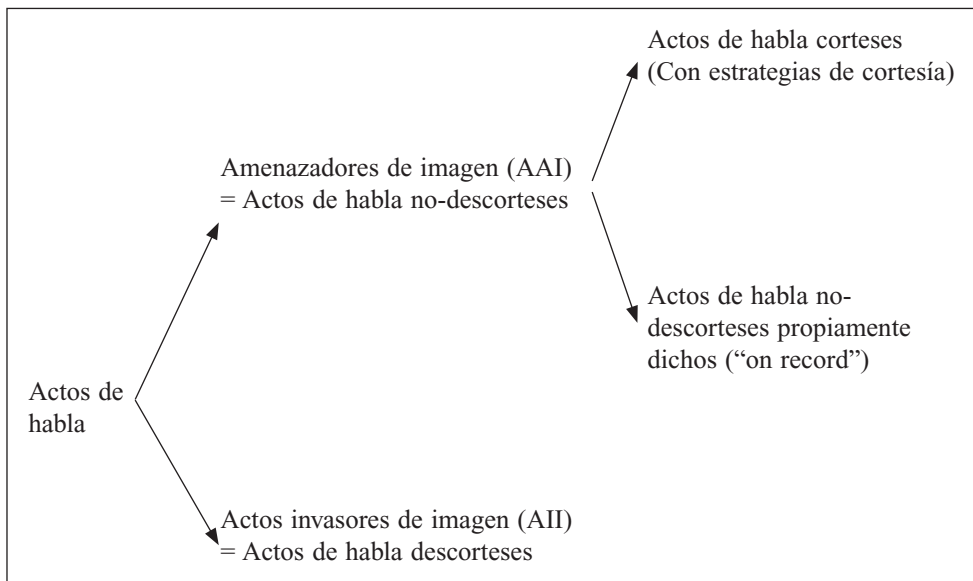 Actos de habla corteses
(Con estrategias de cortesía)
Amenazadores de imagen (AAI)
= Actos de habla no-descorteses
Actos de habla no-
descorteses propiamente
dichos (“on record”)
Actos de
habla
Actos invasores de imagen (AII)
= Actos de habla descorteses